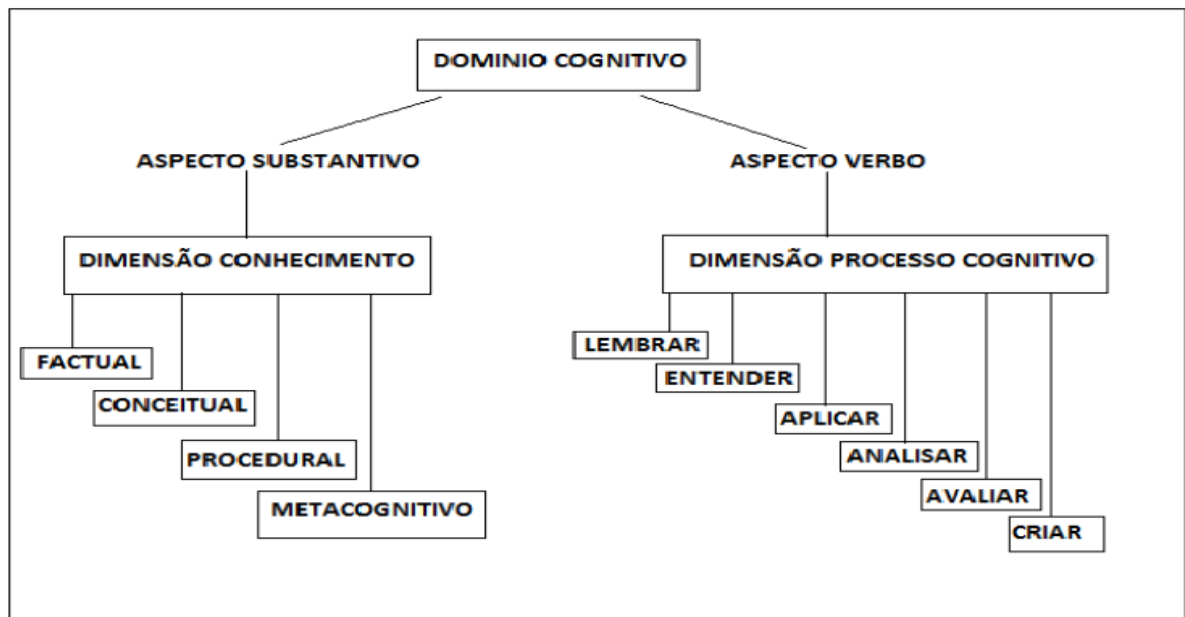 DOMINIO COGNITIVO
ASPECTO SUBSTANTIVO
ASPECTO VERBO
DIMENSÃO CONHECIMENTO
DIMENSÃO PROCESSO COGNITIVO
FACTUAL
CONCEITUAL
PROCEDURAL
METACOGNITIVO
LEMBRAR
ENTENDER
APLICAR
ANALISAR
AVALIAR
CRIAR